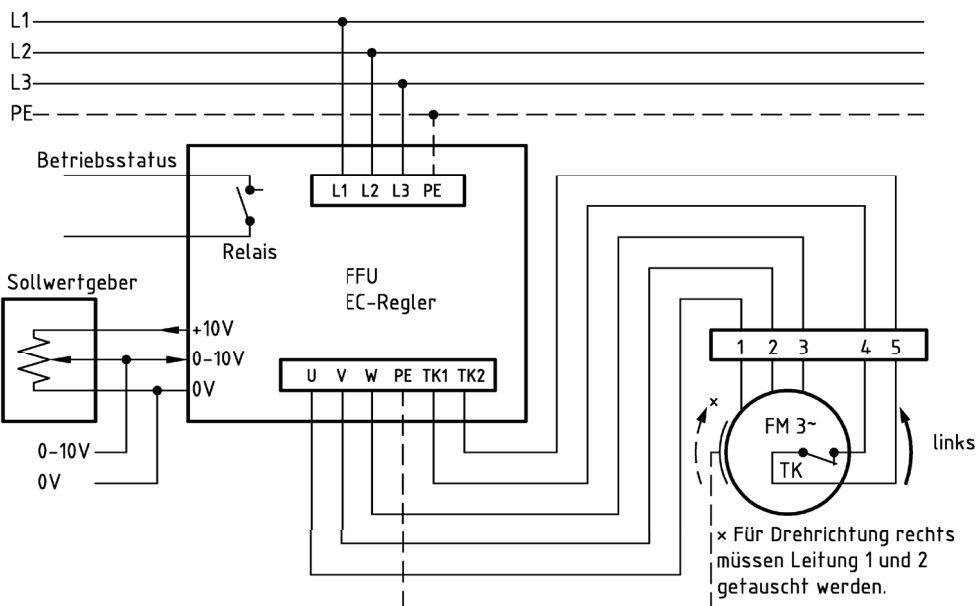 L1
L2
L3
PE
Betriebsstatus
L1 L2 L3 PE
Relais
Sollwertgeber
FFU
EC-Regler
+10V
0-10V
0V
U V W PE TK1 TK2
1 2 3 4 5
×
FM 3~
TK
links
0-10V
0V
× Für Drehrichtung rechts
müssen Leitung 1 und 2
getauscht werden.